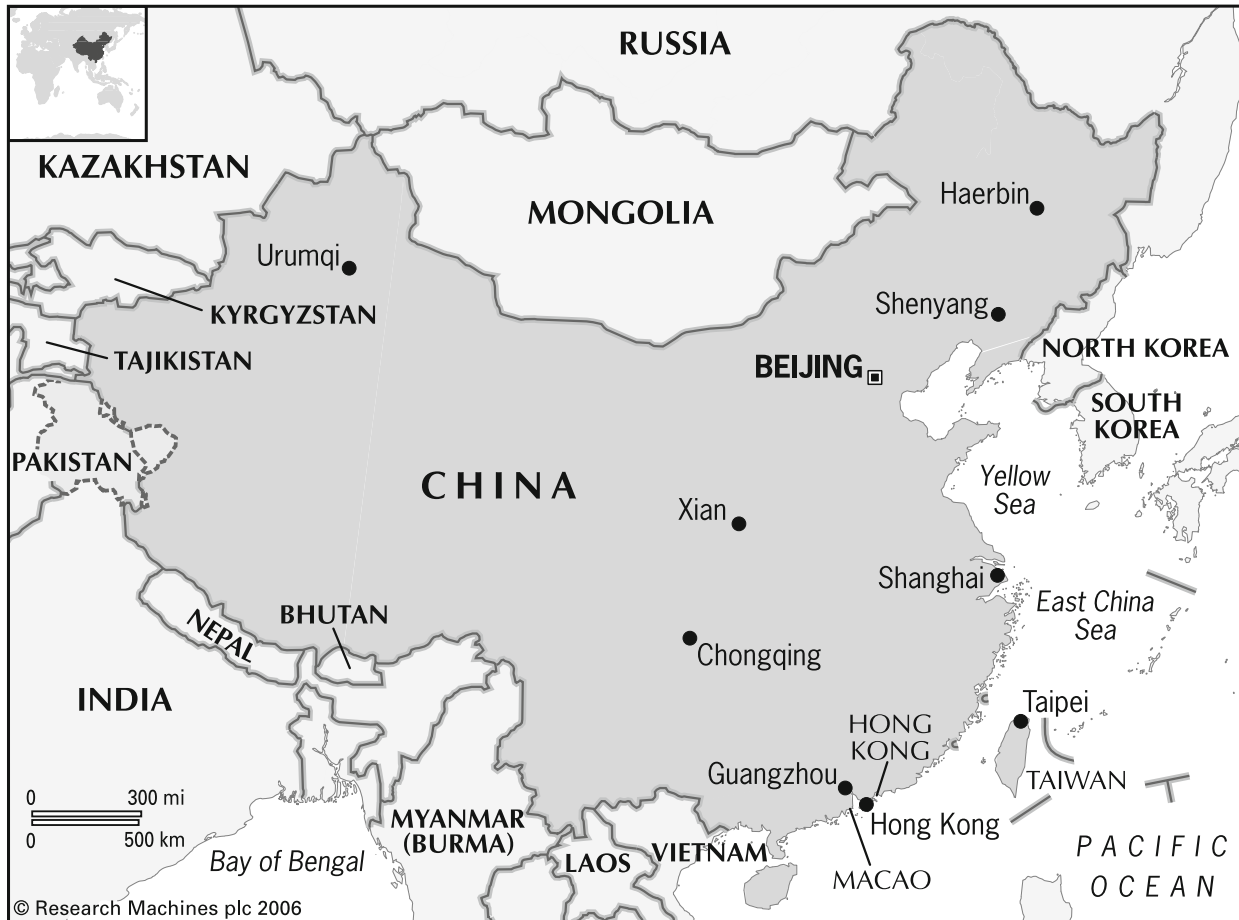 RUSSIA
KAZAKHSTAN
MONGOLIA
Haerbin
Urumqi
KYRGYZSTAN
Shenyang
TAJIKISTAN
NORTH KOREA
BEIJING
SOUTH
KOREA
PAKISTAN
CHINA
Yellow
Sea
Xian
Shanghai
East China
Sea
BHUTAN
NEPAL
Chongqing
INDIA
Taipei
HONG
KONG
Guangzhou
TAIWAN
0 300 mi
0 500 km
MYANMAR
(BURMA)
Hong Kong
Bay of Bengal
LAOS
VIETNAM
MACAO
PACIFIC
OCEAN
© Research Machines plc 2006